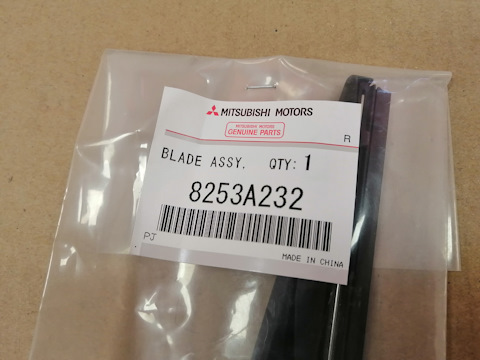 MITSUBISHI MOTORS
MITSUBISHI MOTORS
GENUINE PARTS
R
BLADE ASSY. QTY: 1
8253A232
PJ
MADE IN CHINA